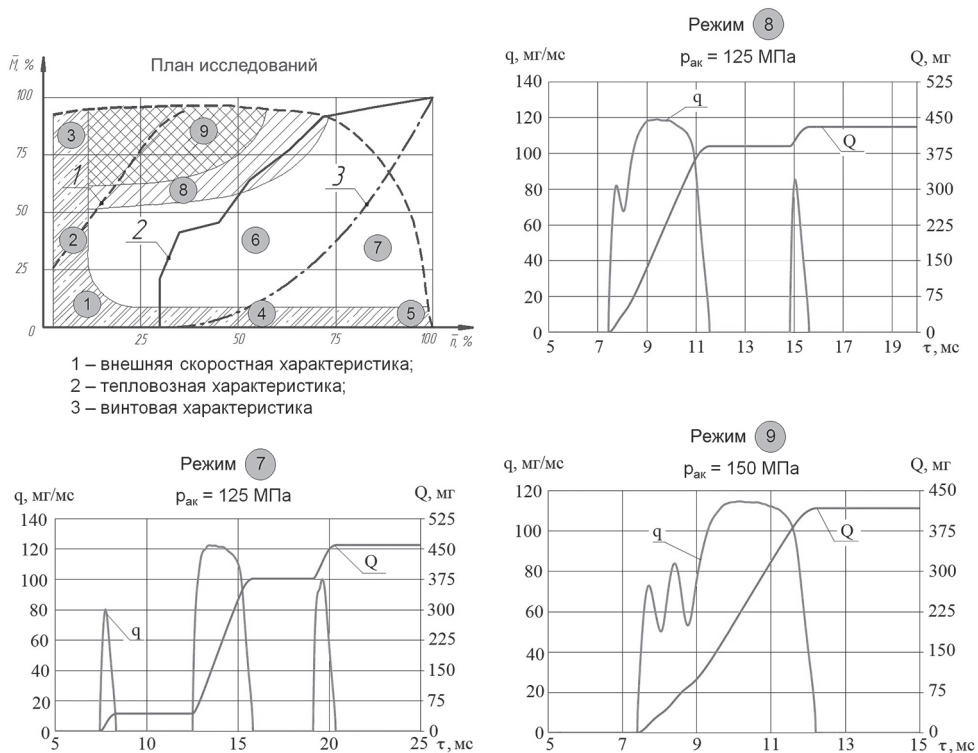 План исследований
M̄, %
100
75
50
25
0
25
50
75
100
n̄, %
1
2
3
1
2
3
4
5
6
7
8
9
1 – внешняя скоростная характеристика;
2 – тепловозная характеристика;
3 – винтовая характеристика
Режим 8
pак = 125 МПа
q, мг/мс
Q, мг
140
120
100
80
60
40
20
0
525
450
375
300
225
150
75
0
q
Q
5 7 9 11 13 15 17 19 τ, мс
Режим 7
pак = 125 МПа
q, мг/мс
Q, мг
140
120
100
80
60
40
20
0
525
450
375
300
225
150
75
0
q
Q
5 10 15 20 25 τ, мс
Режим 9
pак = 150 МПа
q, мг/мс
Q, мг
120
100
80
60
40
20
0
450
375
300
225
150
75
0
q
Q
5 7 9 11 13 15
τ, мс